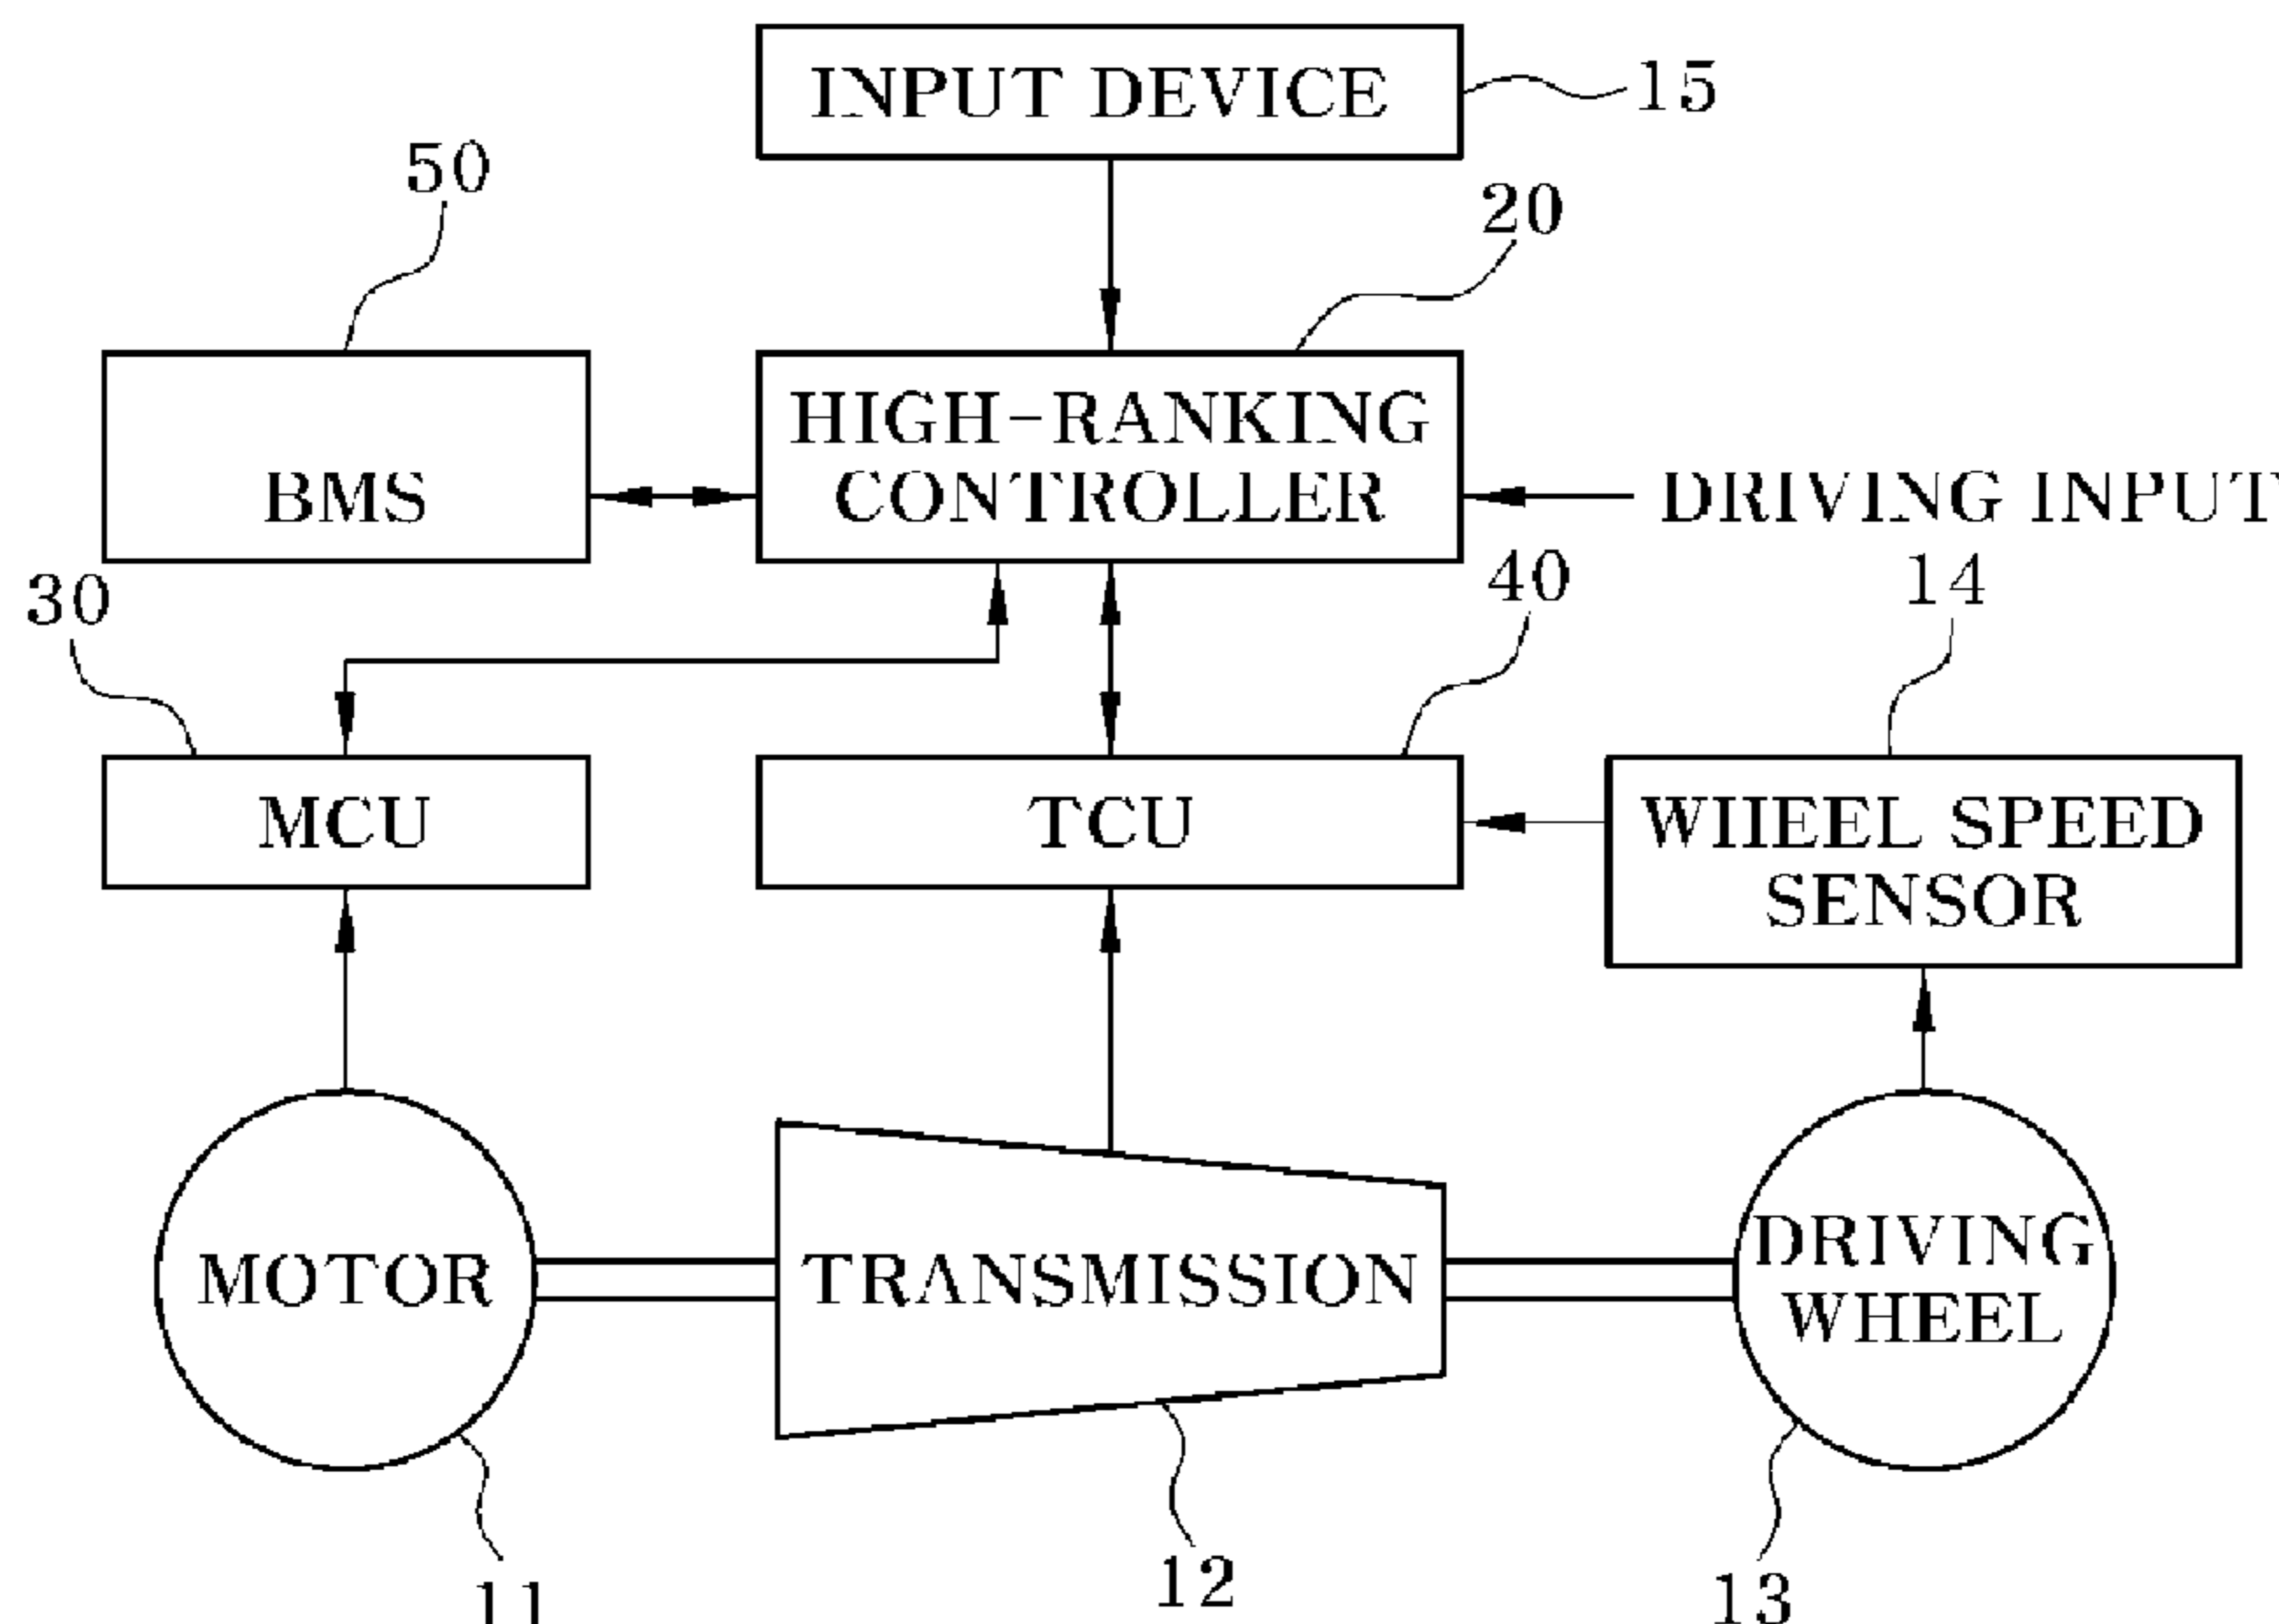 INPUT DEVICE
15
50
20
HIGH-RANKING
CONTROLLER
BMS
DRIVING INPUT
30
40
14
MCU
TCU
WHEEL SPEED
SENSOR
MOTOR
TRANSMISSION
DRIVING
WHEEL
11
12
13